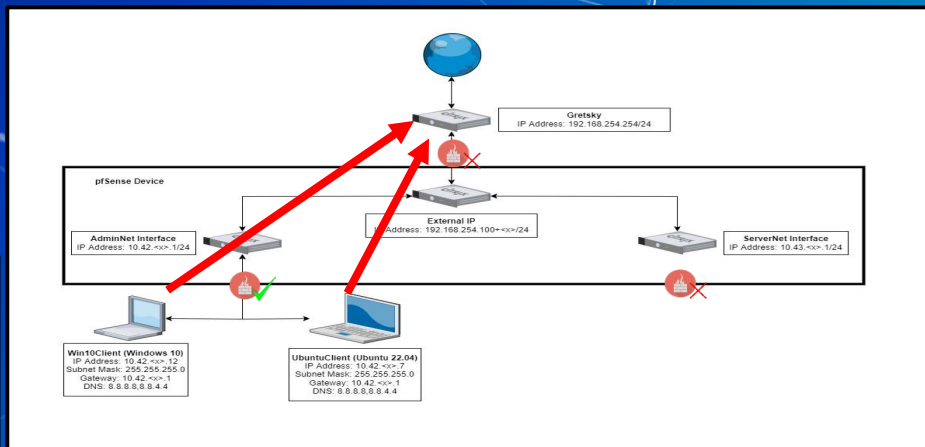 Gretsky
IP Address: 192.168.254.254/24
pfSense Device
External IP
IP Address: 192.168.254.100+<x>/24
AdminNet Interface
IP Address: 10.42.<x>.1/24
ServerNet Interface
IP Address: 10.43.<x>.1/24
Win10Client (Windows 10)
IP Address: 10.42.<x>.12
Subnet Mask: 255.255.255.0
Gateway: 10.42.<x>.1
DNS: 8.8.8.8,8.8.4.4
UbuntuClient (Ubuntu 22.04)
IP Address: 10.42.<x>.7
Subnet Mask: 255.255.255.0
Gateway: 10.42.<x>.1
DNS: 8.8.8.8,8.8.4.4